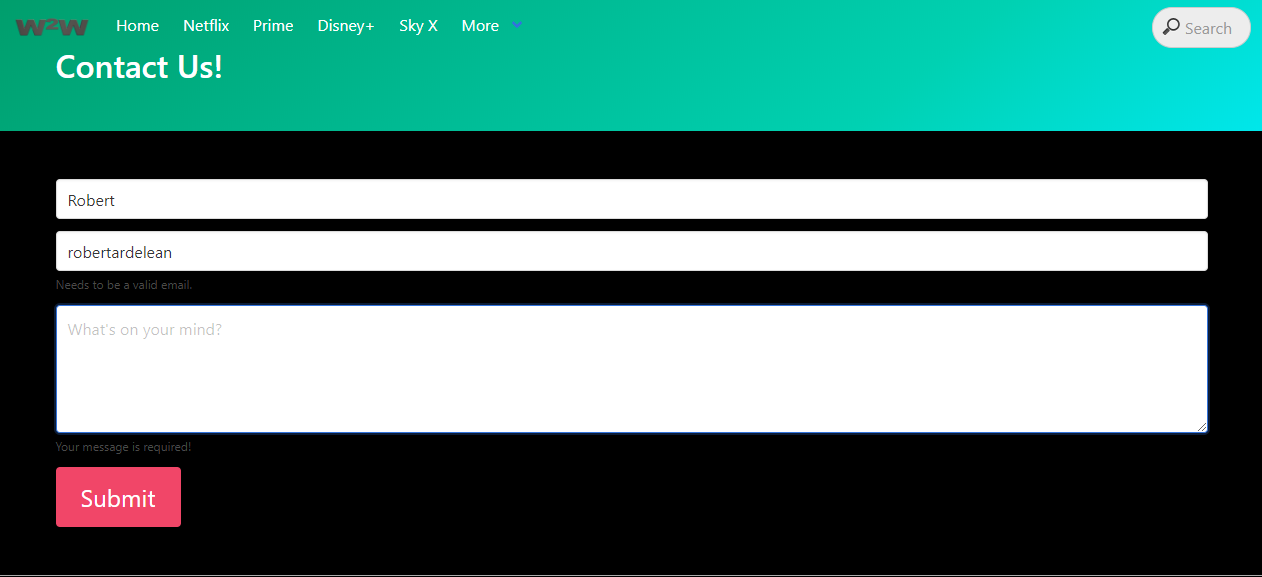 W2W Home Netflix Prime Disney+ Sky X More Search
Contact Us!
Robert
robertardelean
Needs to be a valid email.
What's on your mind?
Your message is required!
Submit